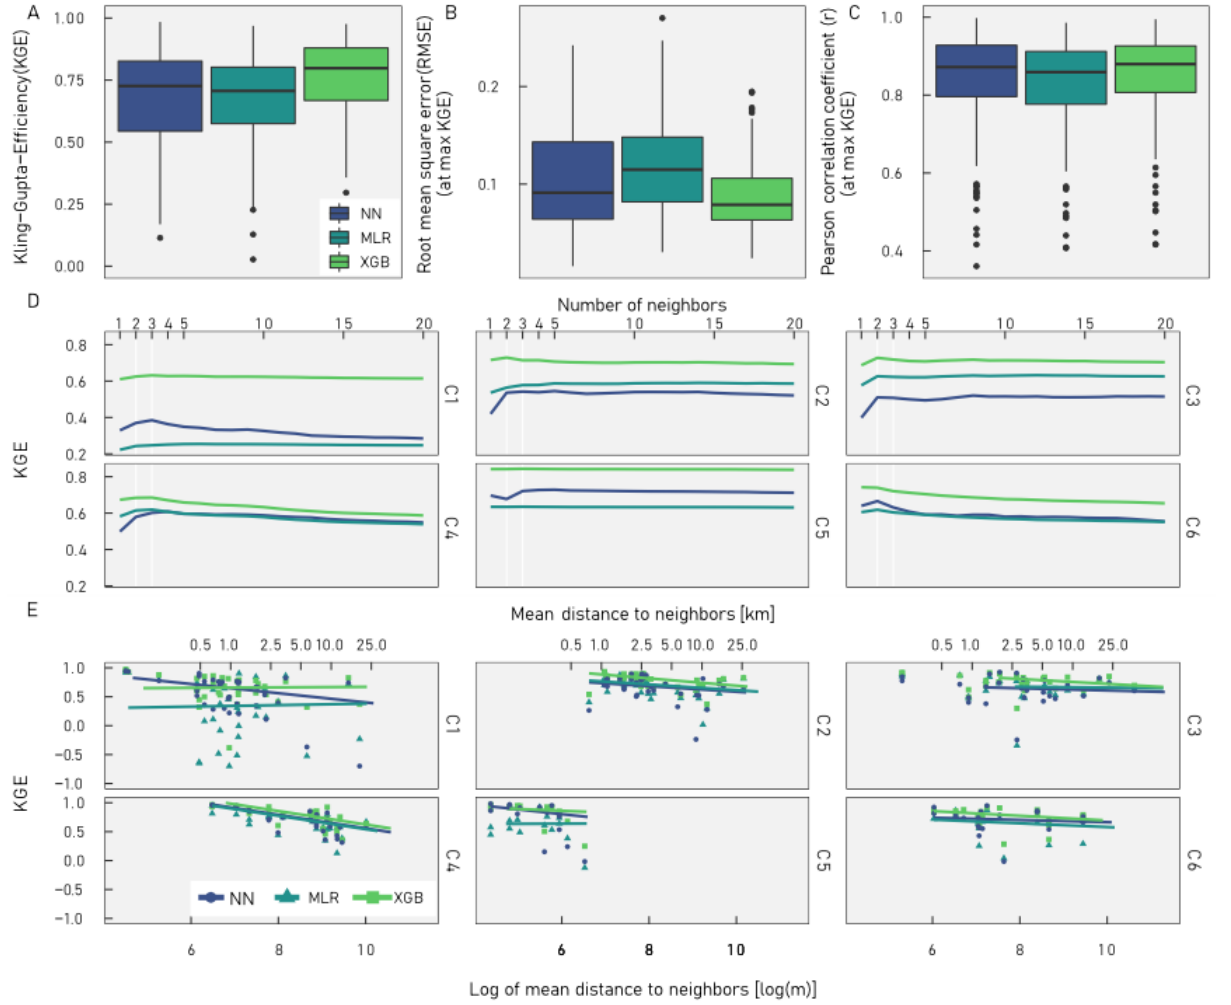 A
B
C
Kling-Gupta-Efficiency(KGE)
1.00
0.75
0.50
0.25
0.00
NN
MLR
XGB
Root mean square error(RMSE)
(at max KGE)
0.2
0.1
Pearson correlation coefficient (r)
(at max KGE)
1.0
0.8
0.6
0.4
D
Number of neighbors
1 2 3 4 5 10 15 20
1 2 3 4 5 10 15 20
1 2 3 4 5 10 15 20
KGE
0.8
0.6
0.4
0.2
C1
C2
C3
0.8
0.6
0.4
0.2
C4
C5
C6
E
Mean distance to neighbors [km]
0.5 1.0 2.5 5.0 10.0 25.0
0.5 1.0 2.5 5.0 10.0 25.0
0.5 1.0 2.5 5.0 10.0 25.0
KGE
1.0
0.5
0.0
-0.5
-1.0
C1
C2
C3
1.0
0.5
0.0
-0.5
-1.0
C4
C5
C6
NN MLR XGB
6 8 10
6 8 10
6 8 10
Log of mean distance to neighbors [log(m)]